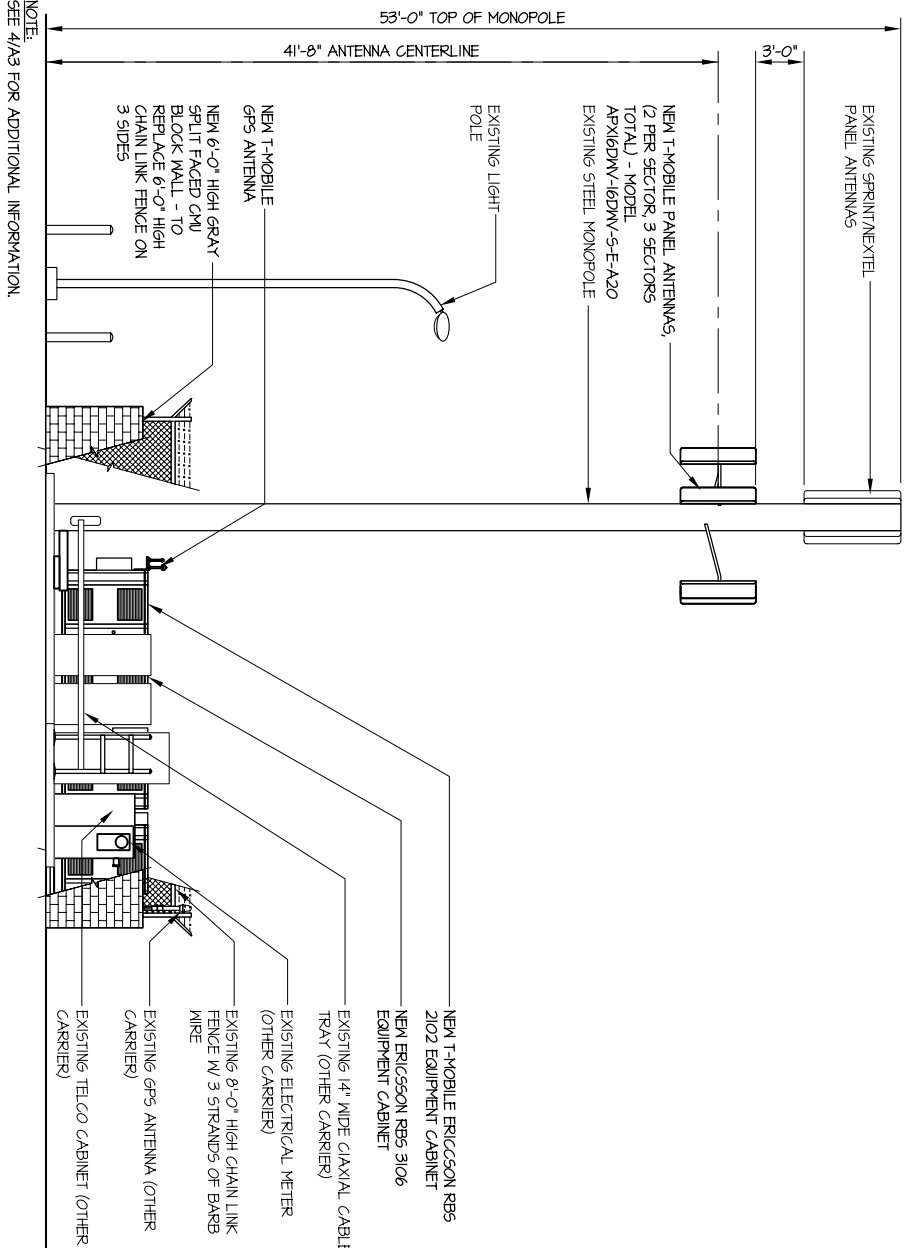 53'-0" TOP OF MONOPOLE
41'-8" ANTENNA CENTERLINE
3'-0"
EXISTING SPRINT/NEXTEL
PANEL ANTENNAS
NEW T-MOBILE PANEL ANTENNAS,
(2 PER SECTOR, 3 SECTORS
TOTAL) - MODEL
APX16DWV-16DWV-S-E-A20
EXISTING STEEL MONOPOLE
EXISTING LIGHT
POLE
NEW T-MOBILE
GPS ANTENNA
NEW 6'-0" HIGH GRAY
SPLIT FACED CMU
BLOCK WALL - TO
REPLACE 6'-0" HIGH
CHAIN LINK FENCE ON
3 SIDES
NEW T-MOBILE ERICCSON RBS
2102 EQUIPMENT CABINET
NEW ERICSSON RBS 3106
EQUIPMENT CABINET
EXISTING 14" WIDE CIAXIAL CABLE
TRAY (OTHER CARRIER)
EXISTING ELECTRICAL METER
(OTHER CARRIER)
EXISTING 8'-0" HIGH CHAIN LINK
FENCE W/ 3 STRANDS OF BARB
WIRE
EXISTING GPS ANTENNA (OTHER
CARRIER)
EXISTING TELCO CABINET (OTHER
CARRIER)
NOTE:
SEE 4/A3 FOR ADDITIONAL INFORMATION.